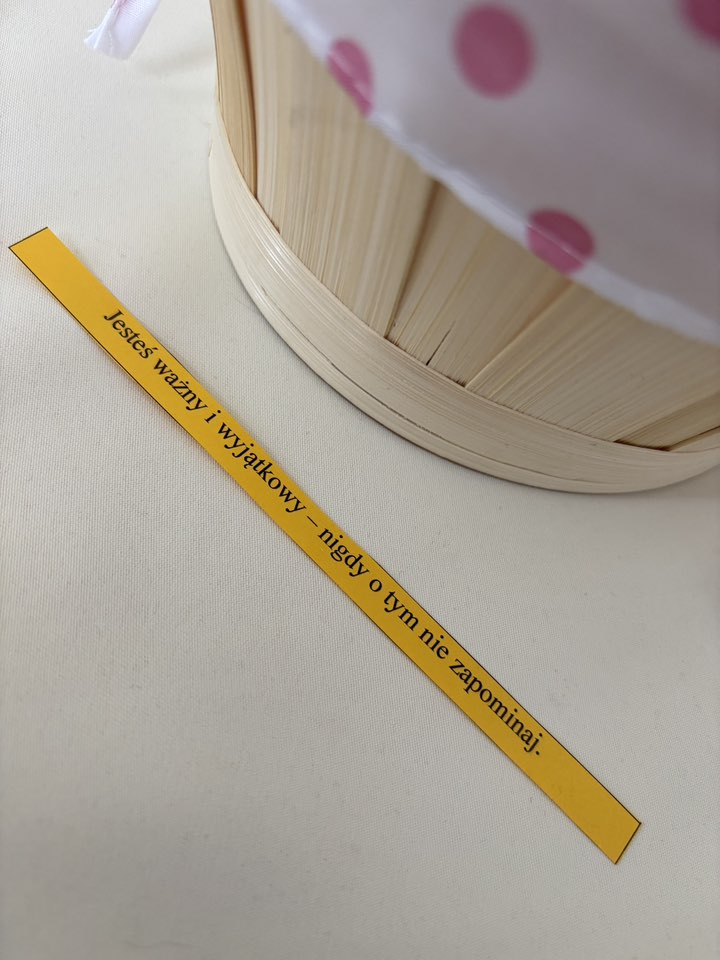 Jesteś ważny i wyjątkowy – nigdy o tym nie zapominaj.